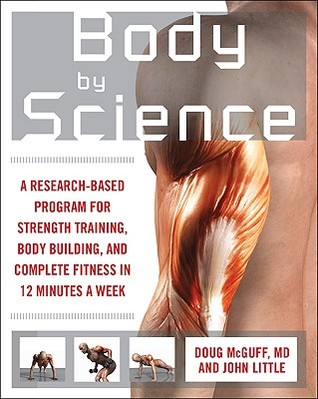 Body
by
Science
A RESEARCH-BASED
PROGRAM FOR
STRENGTH TRAINING,
BODY BUILDING, AND
COMPLETE FITNESS IN
12 MINUTES A WEEK
DOUG McGUFF, MD
AND JOHN LITTLE